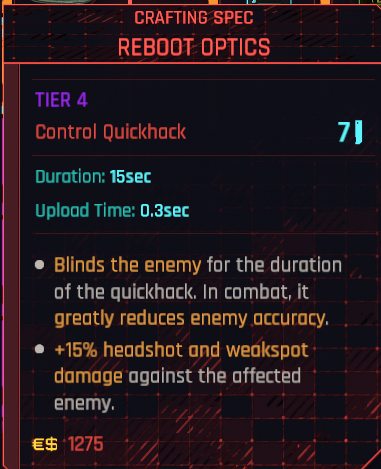 CRAFTING SPEC
REBOOT OPTICS
TIER 4
Control Quickhack 7
Duration: 15sec
Upload Time: 0.3sec
• Blinds the enemy for the duration
of the quickhack. In combat, it
greatly reduces enemy accuracy.
• +15% headshot and weakspot
damage against the affected
enemy.
€$ 1275